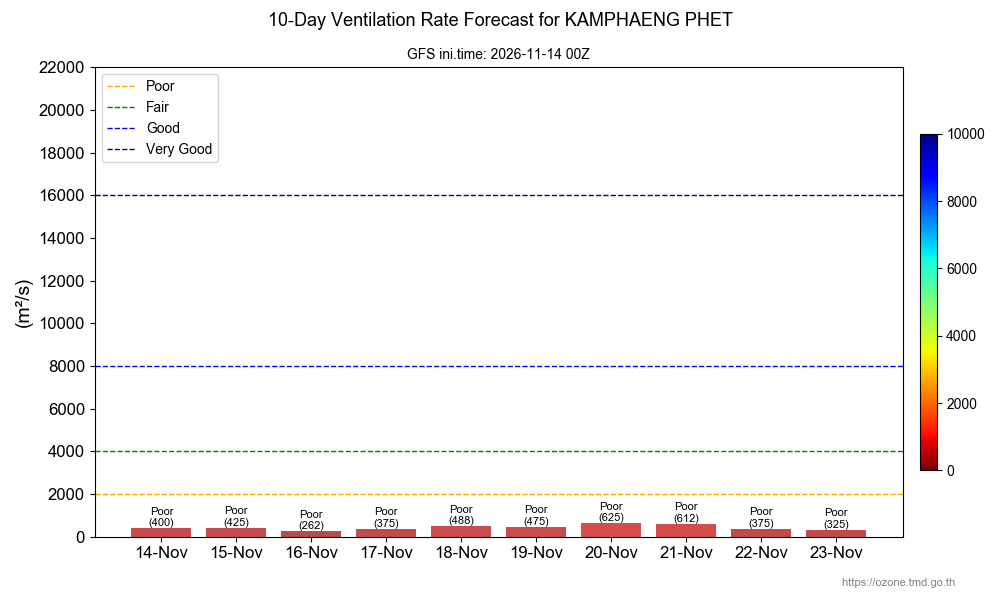 10-Day Ventilation Rate Forecast for KAMPHAENG PHET
GFS ini.time: 2026-11-14 00Z
(m²/s)
22000
20000
18000
16000
14000
12000
10000
8000
6000
4000
2000
0
Poor
Fair
Good
Very Good
Poor
(400)
Poor
(425)
Poor
(262)
Poor
(375)
Poor
(488)
Poor
(475)
Poor
(625)
Poor
(612)
Poor
(375)
Poor
(325)
14-Nov 15-Nov 16-Nov 17-Nov 18-Nov 19-Nov 20-Nov 21-Nov 22-Nov 23-Nov
10000
8000
6000
4000
2000
0
https://ozone.tmd.go.th